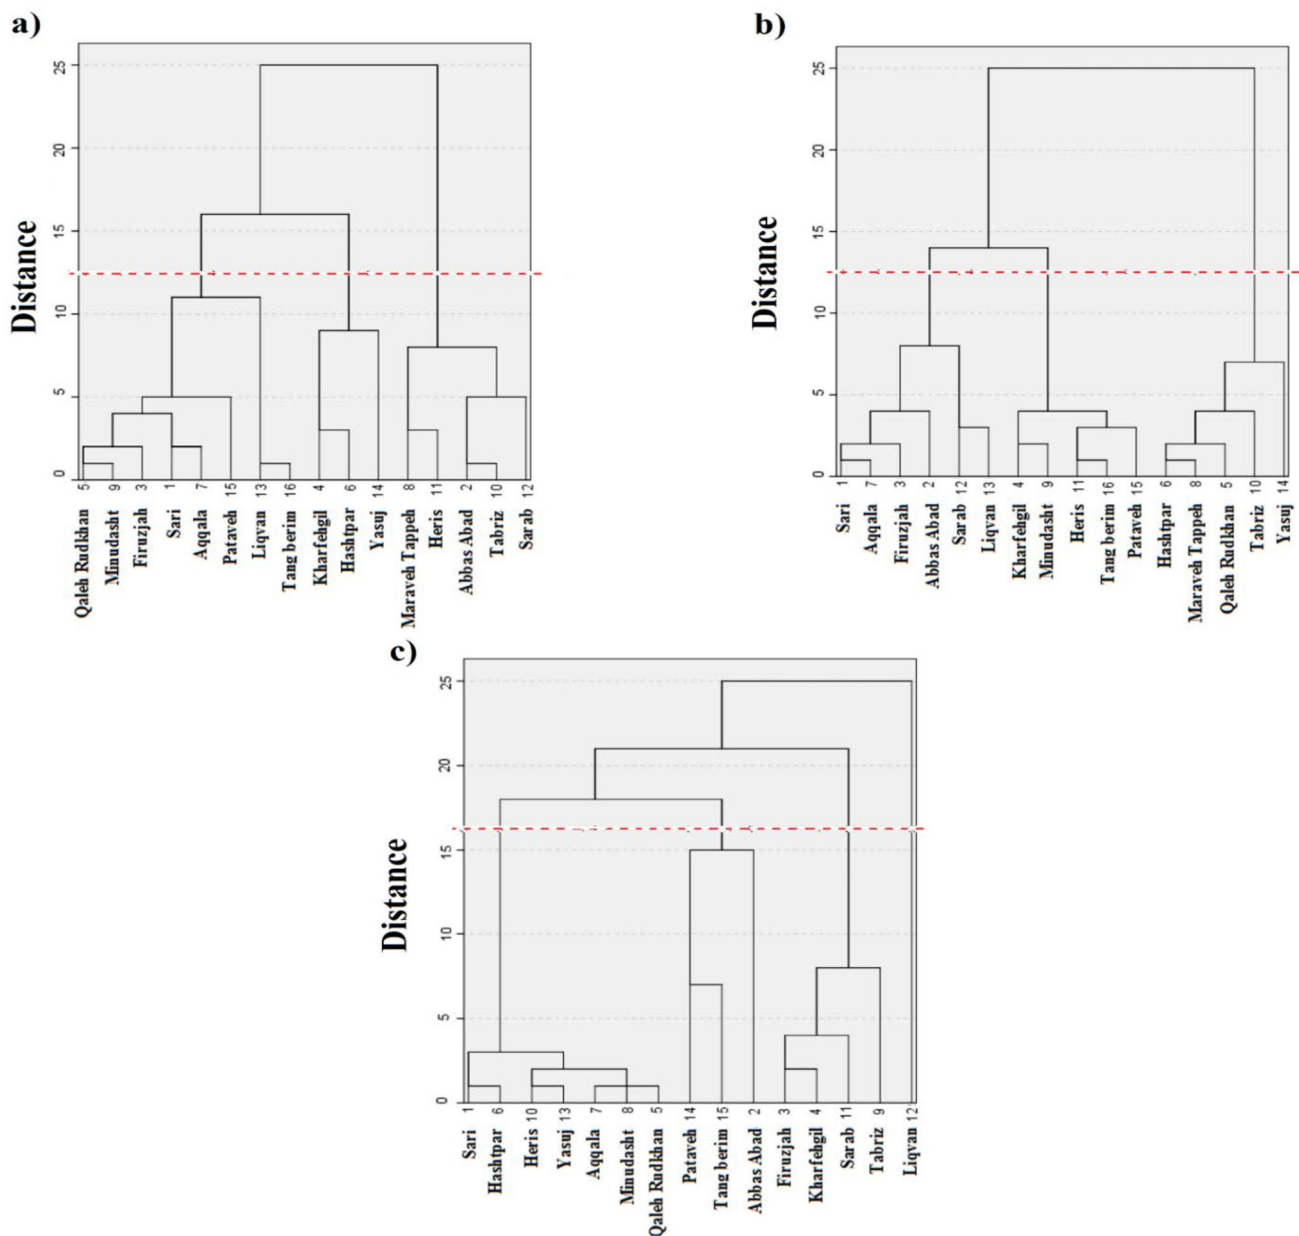 a)
Distance
25
20
15
10
5
0
5 9 3 1 7 15 13 16 4 6 14 8 11 2 10 12
Qaleh Rudkhan
Minudasht
Firuzjah
Sari
Aqqala
Pataveh
Liqvan
Tang berim
Kharfehgil
Hashtpar
Yasuj
Maraveh Tappeh
Heris
Abbas Abad
Tabriz
Sarab
b)
Distance
25
20
15
10
5
0
1 7 3 2 12 13 4 9 11 16 15 6 8 5 10 14
Sari
Aqqala
Firuzjah
Abbas Abad
Sarab
Liqvan
Kharfehgil
Minudasht
Heris
Tang berim
Pataveh
Hashtpar
Maraveh Tappeh
Qaleh Rudkhan
Tabriz
Yasuj
c)
Distance
25
20
15
10
5
0
1 6 10 13 7 8 5 14 15 2 3 4 11 9 12
Sari
Hashtpar
Heris
Yasuj
Aqqala
Minudasht
Qaleh Rudkhan
Pataveh
Tang berim
Abbas Abad
Firuzjah
Kharfehgil
Sarab
Tabriz
Liqvan